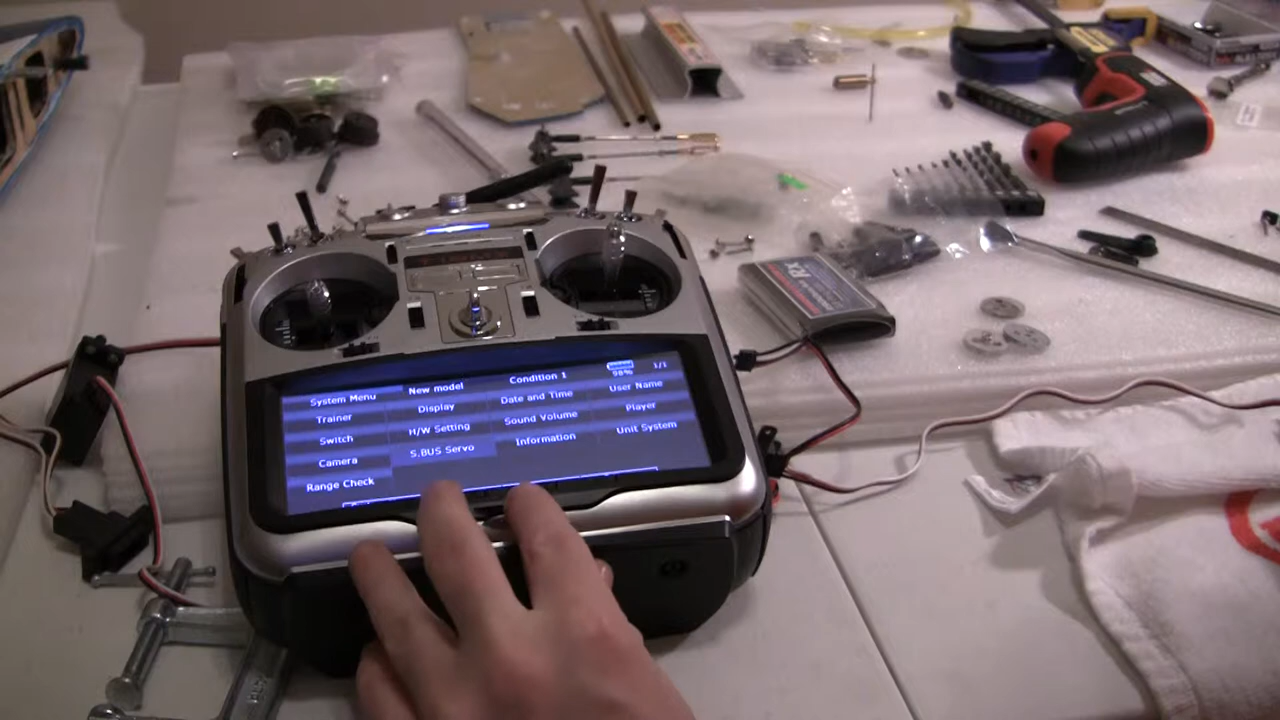 System Menu New model Condition 1 98% 1/1
Trainer Display Date and Time User Name
Switch H/W Setting Sound Volume Player
Camera S.BUS Servo Information Unit System
Range Check
Rx